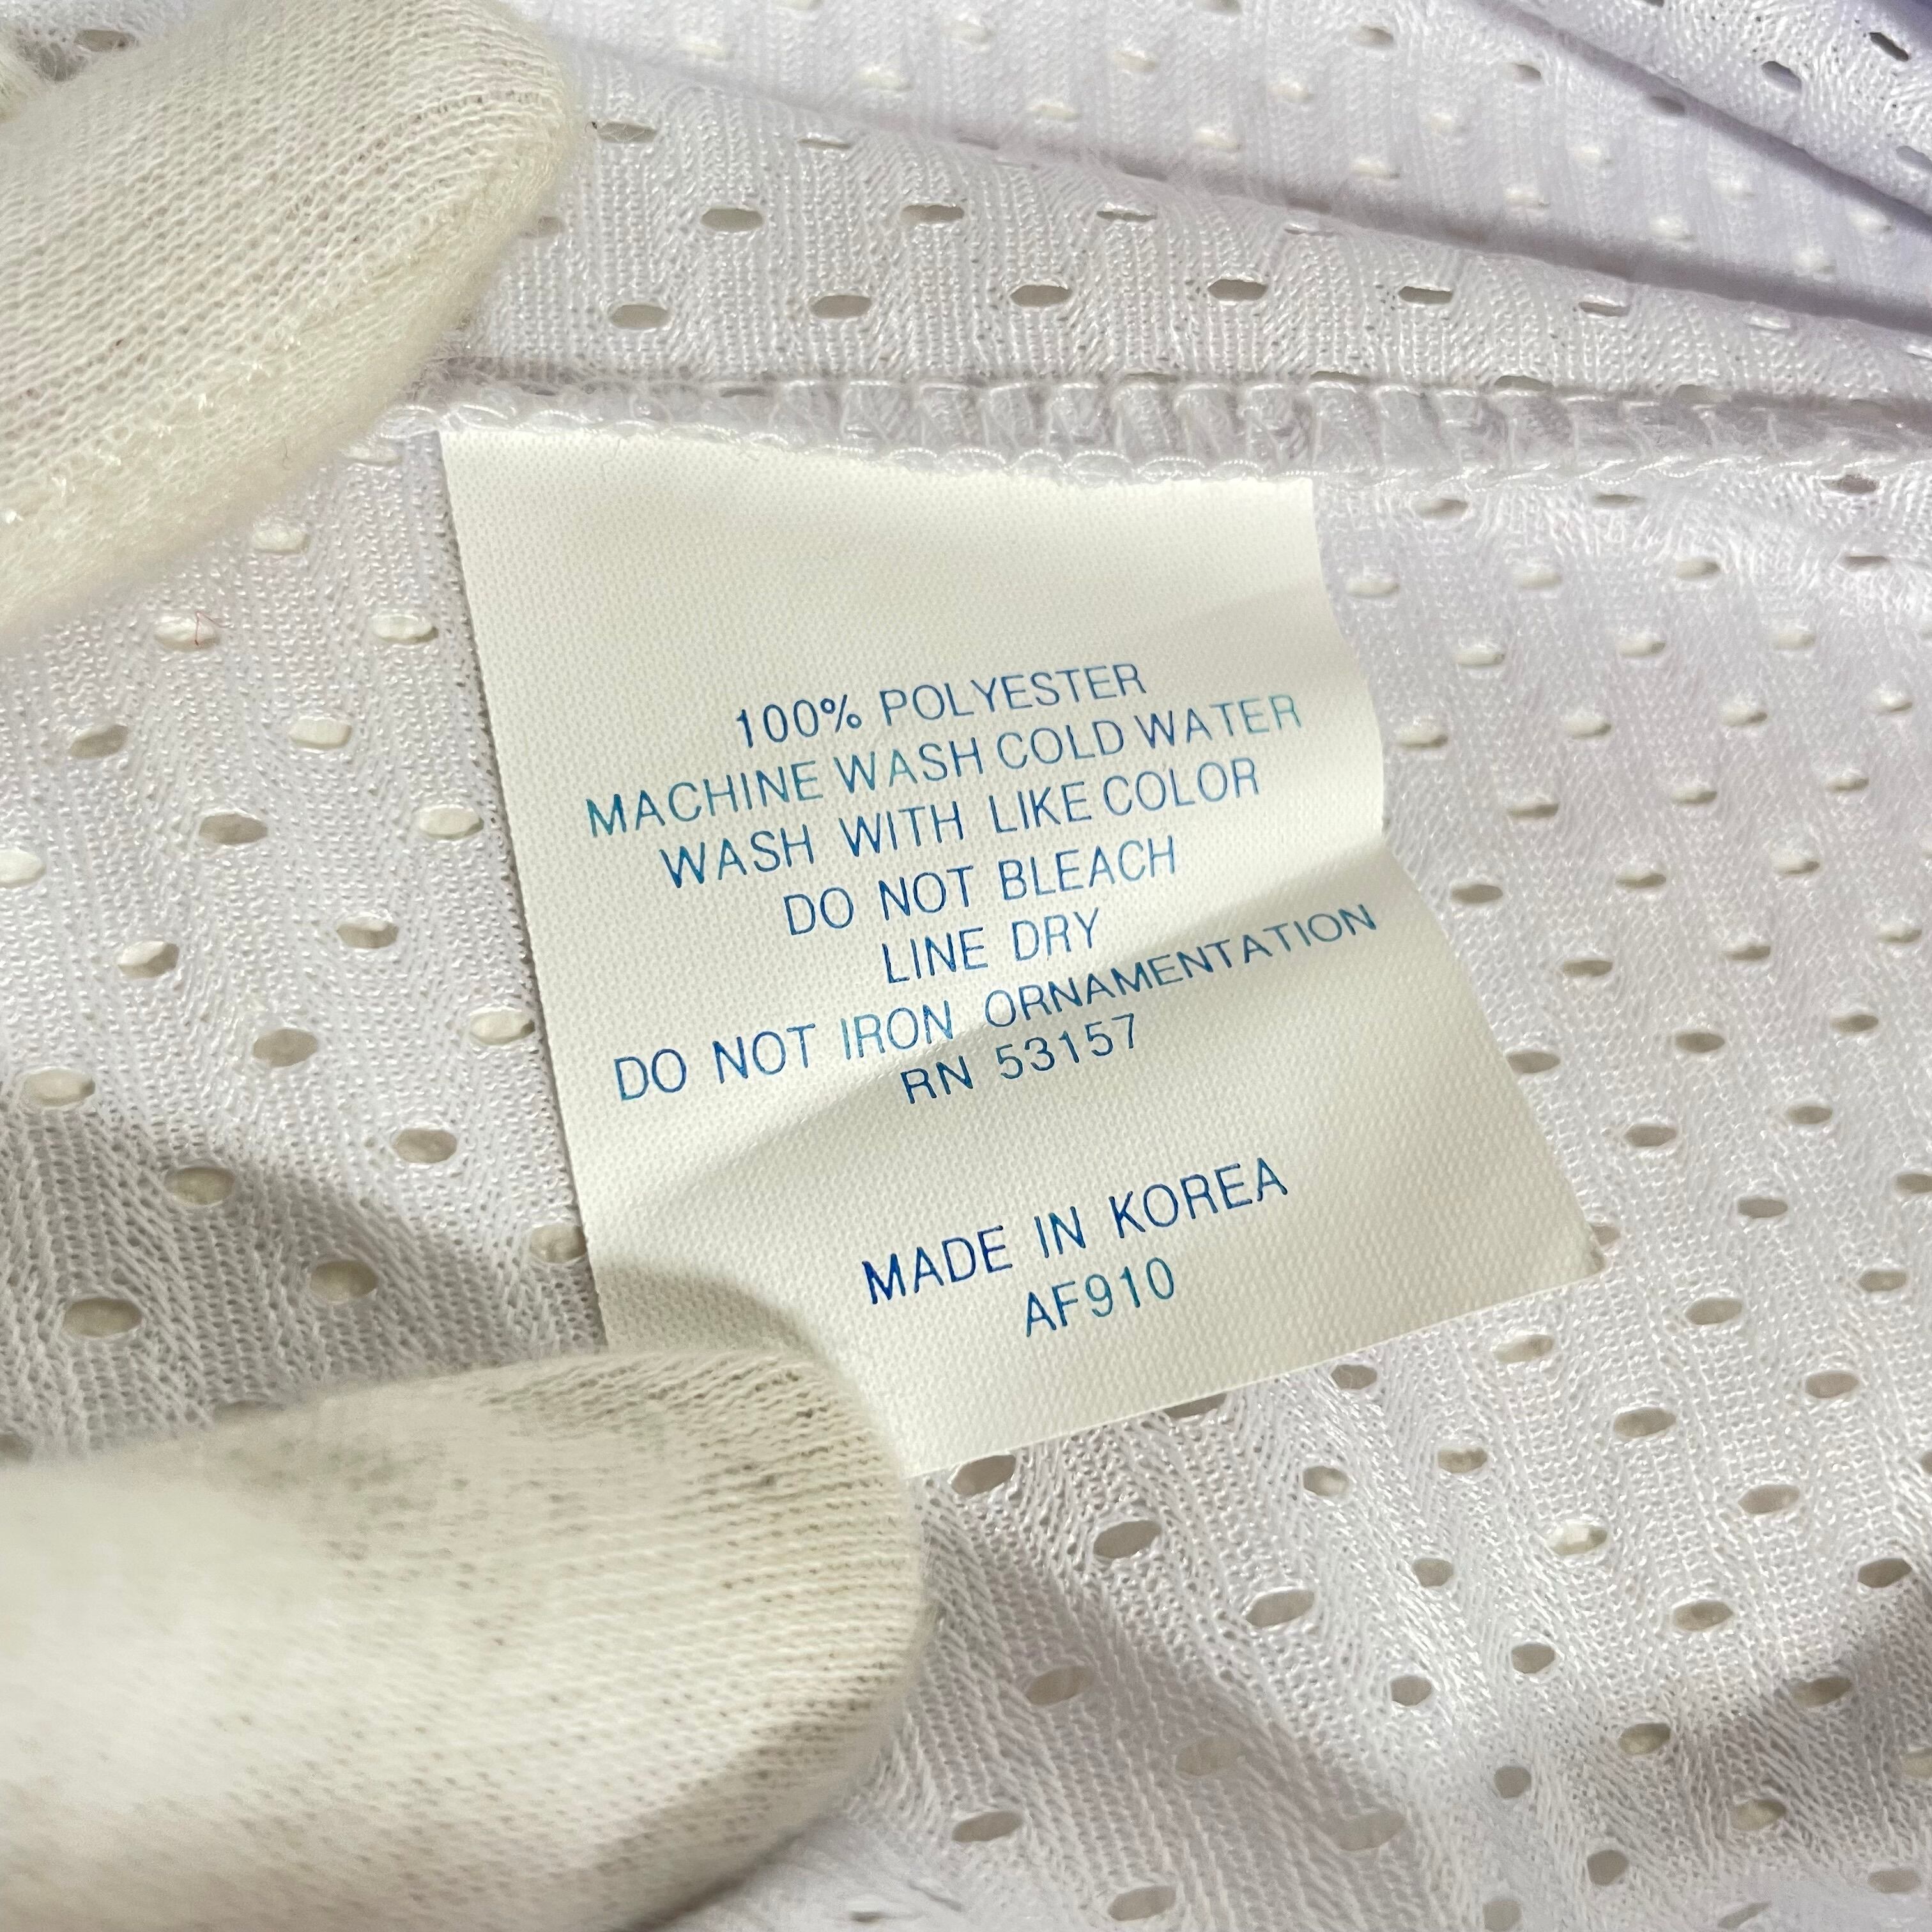 100% POLYESTER
MACHINE WASH COLD WATER
WASH WITH LIKE COLOR
DO NOT BLEACH
LINE DRY
DO NOT IRON ORNAMENTATION
RN 53157
MADE IN KOREA
AF910